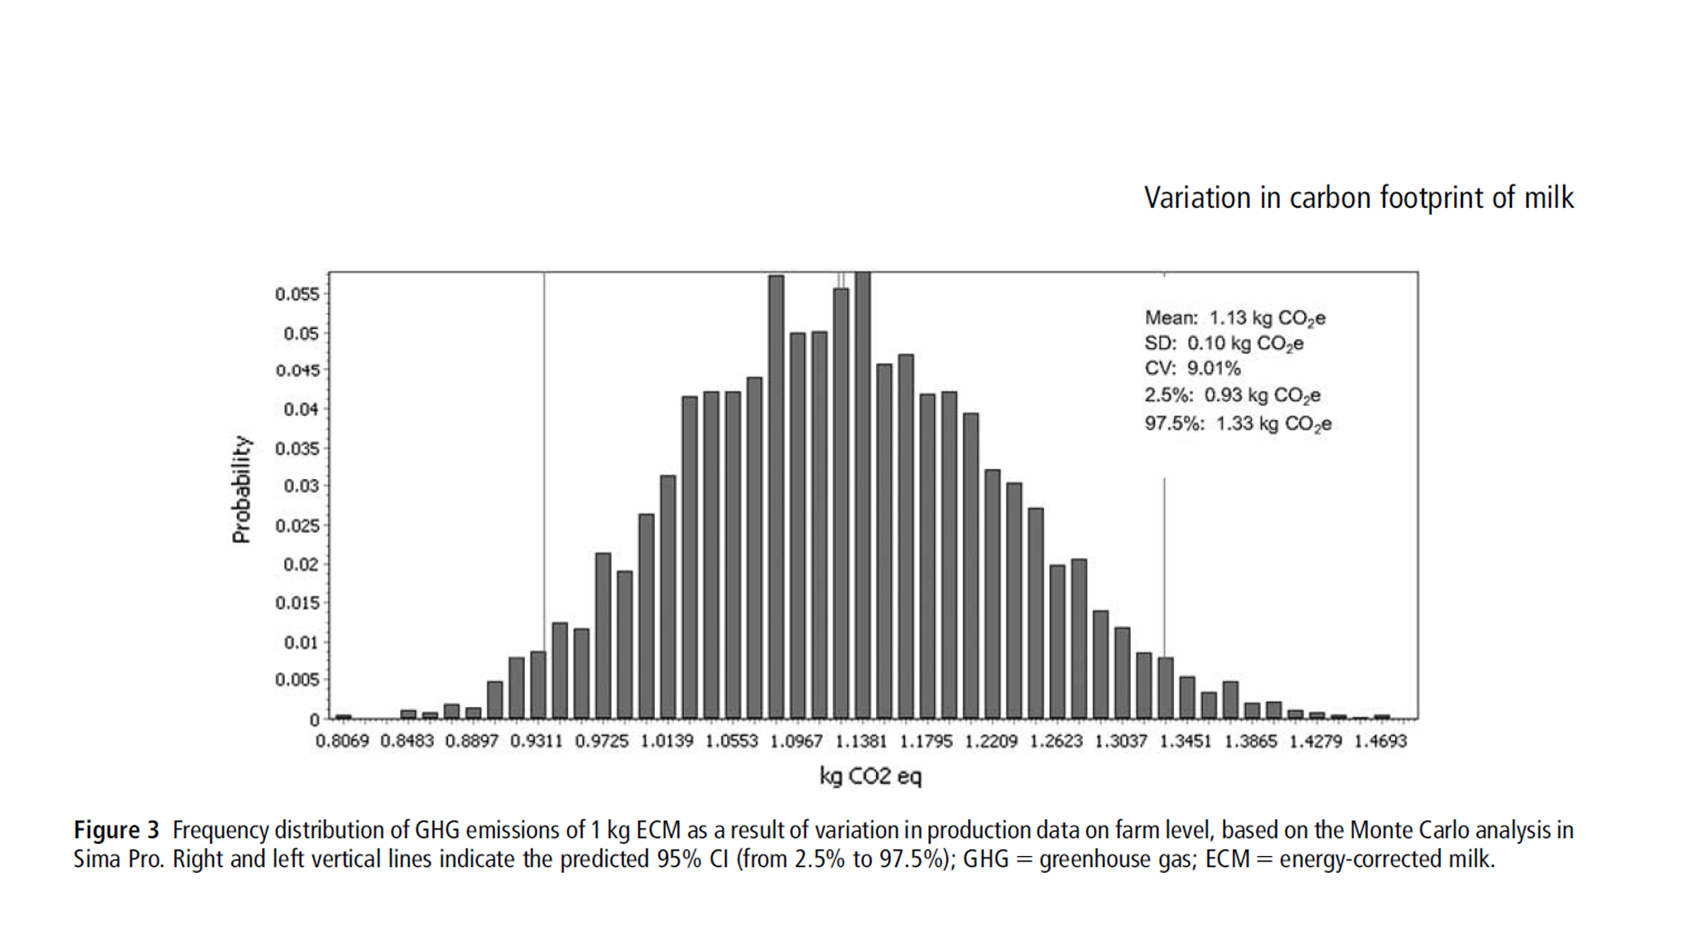 Variation in carbon footprint of milk
0.055
0.05
0.045
0.04
0.035
0.03
0.025
0.02
0.015
0.01
0.005
0
Probability
Mean: 1.13 kg CO₂e
SD: 0.10 kg CO₂e
CV: 9.01%
2.5%: 0.93 kg CO₂e
97.5%: 1.33 kg CO₂e
0.8069 0.8483 0.8897 0.9311 0.9725 1.0139 1.0553 1.0967 1.1381 1.1795 1.2209 1.2623 1.3037 1.3451 1.3865 1.4279 1.4693
kg CO2 eq
Figure 3 Frequency distribution of GHG emissions of 1 kg ECM as a result of variation in production data on farm level, based on the Monte Carlo analysis in
Sima Pro. Right and left vertical lines indicate the predicted 95% CI (from 2.5% to 97.5%); GHG = greenhouse gas; ECM = energy-corrected milk.